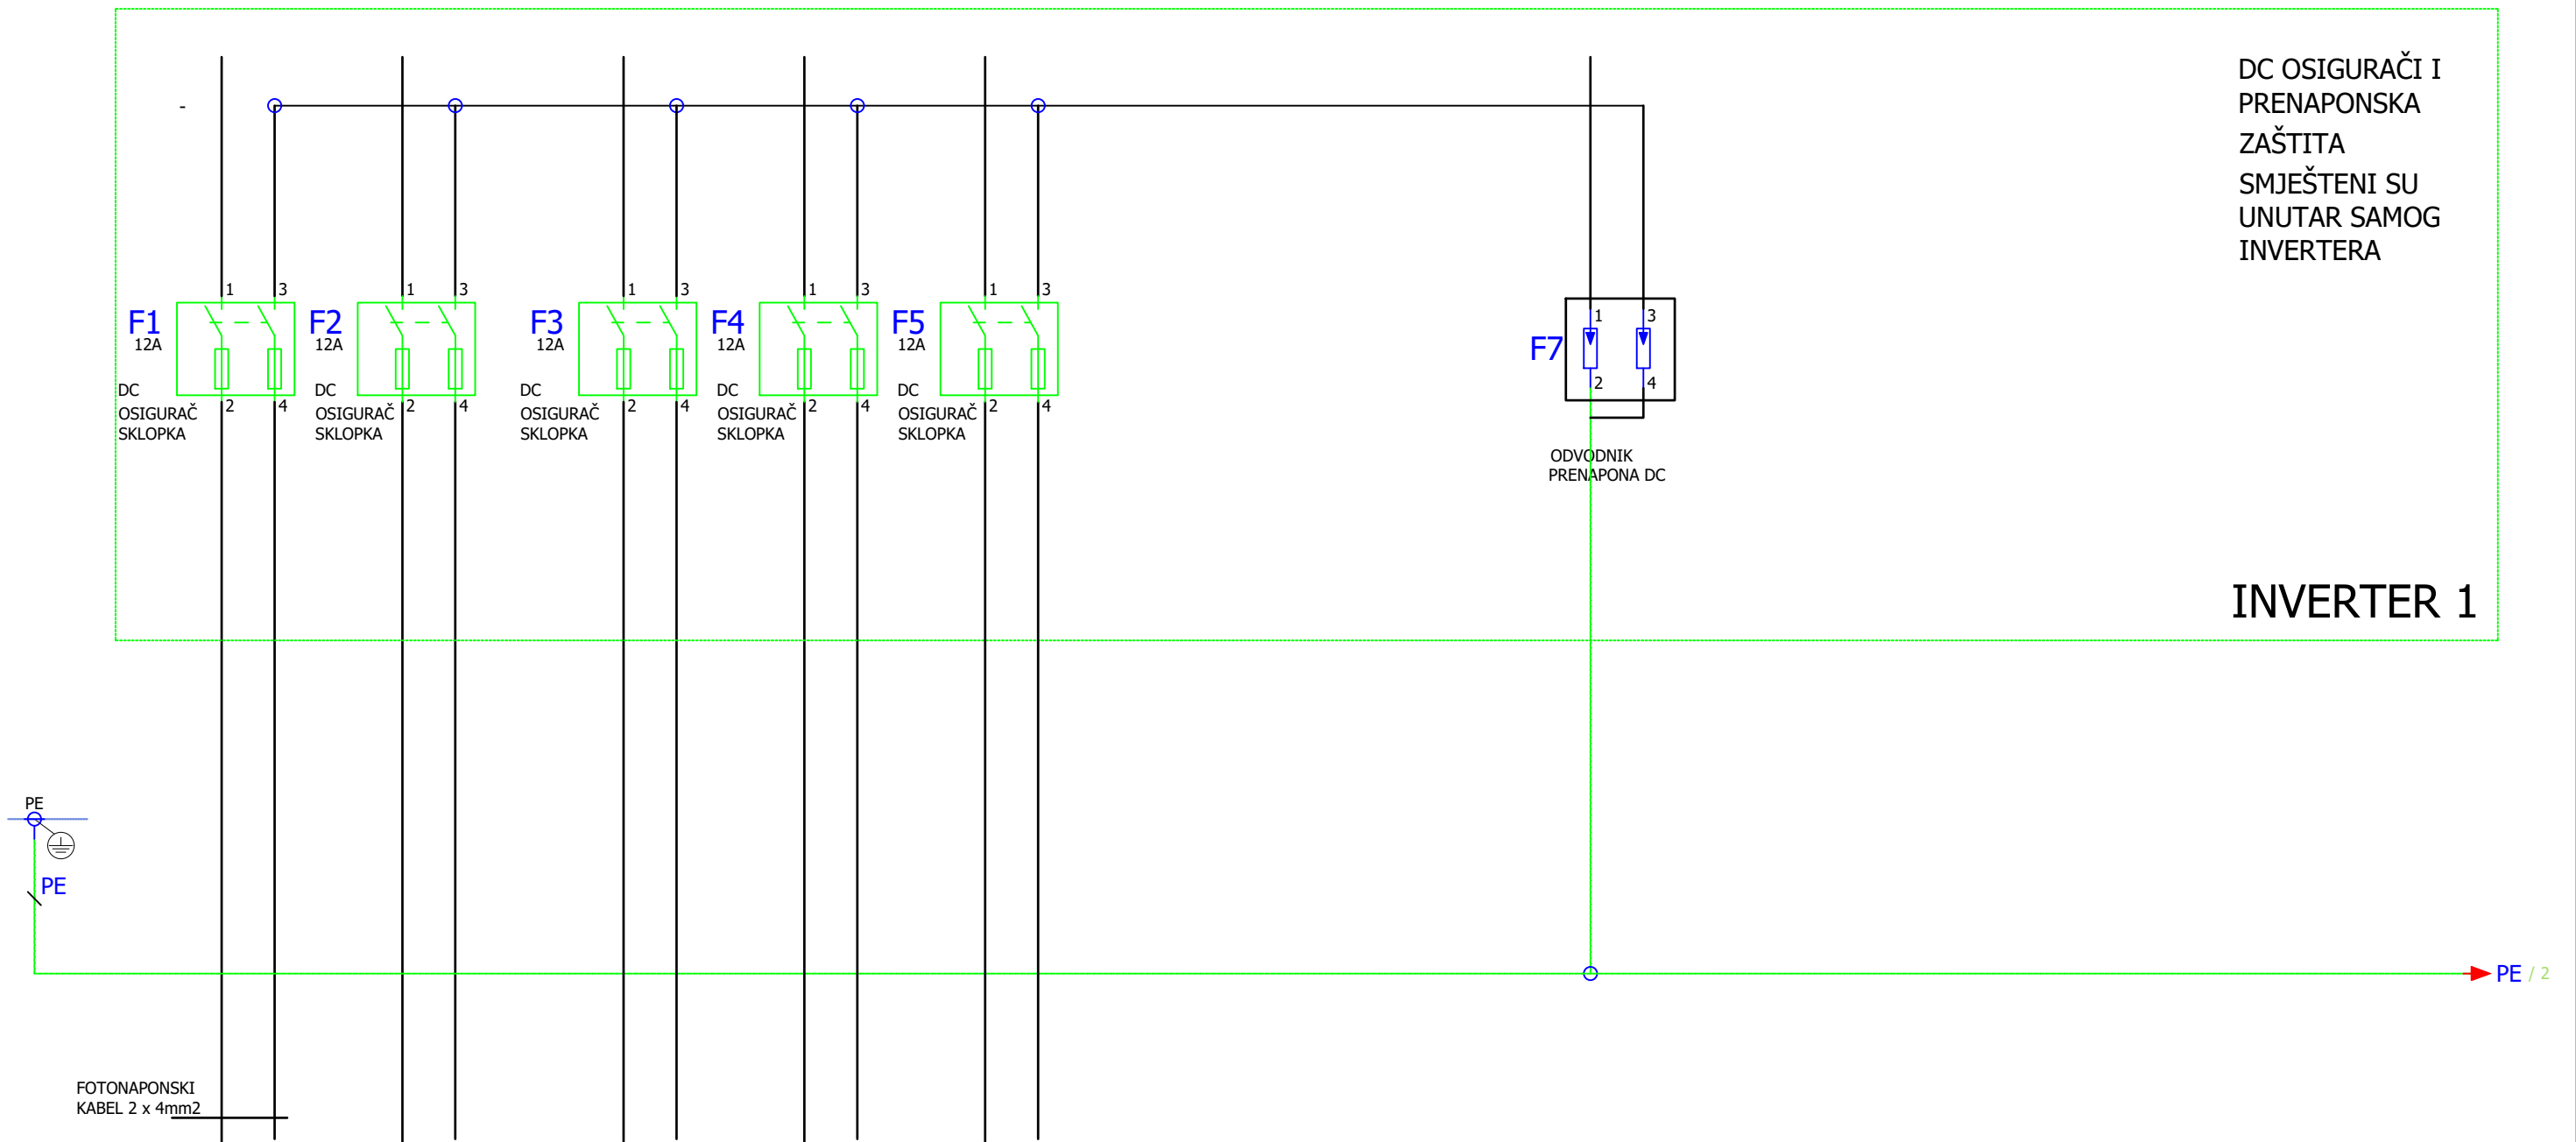 DC OSIGURAČI I
PRENAPONSKA
ZAŠTITA
SMJEŠTENI SU
UNUTAR SAMOG
INVERTERA
-
1 3 1 3 1 3 1 3 1 3
F1 F2 F3 F4 F5
12A 12A 12A 12A 12A
1 3
F7
2 4
DC DC DC DC DC
2 4 2 4 2 4 2 4 2 4
OSIGURAČ OSIGURAČ OSIGURAČ OSIGURAČ OSIGURAČ
SKLOPKA SKLOPKA SKLOPKA SKLOPKA SKLOPKA
ODVODNIK
PRENAPONA DC
INVERTER 1
PE
PE
PE / 2
FOTONAPONSKI
KABEL 2 x 4mm2